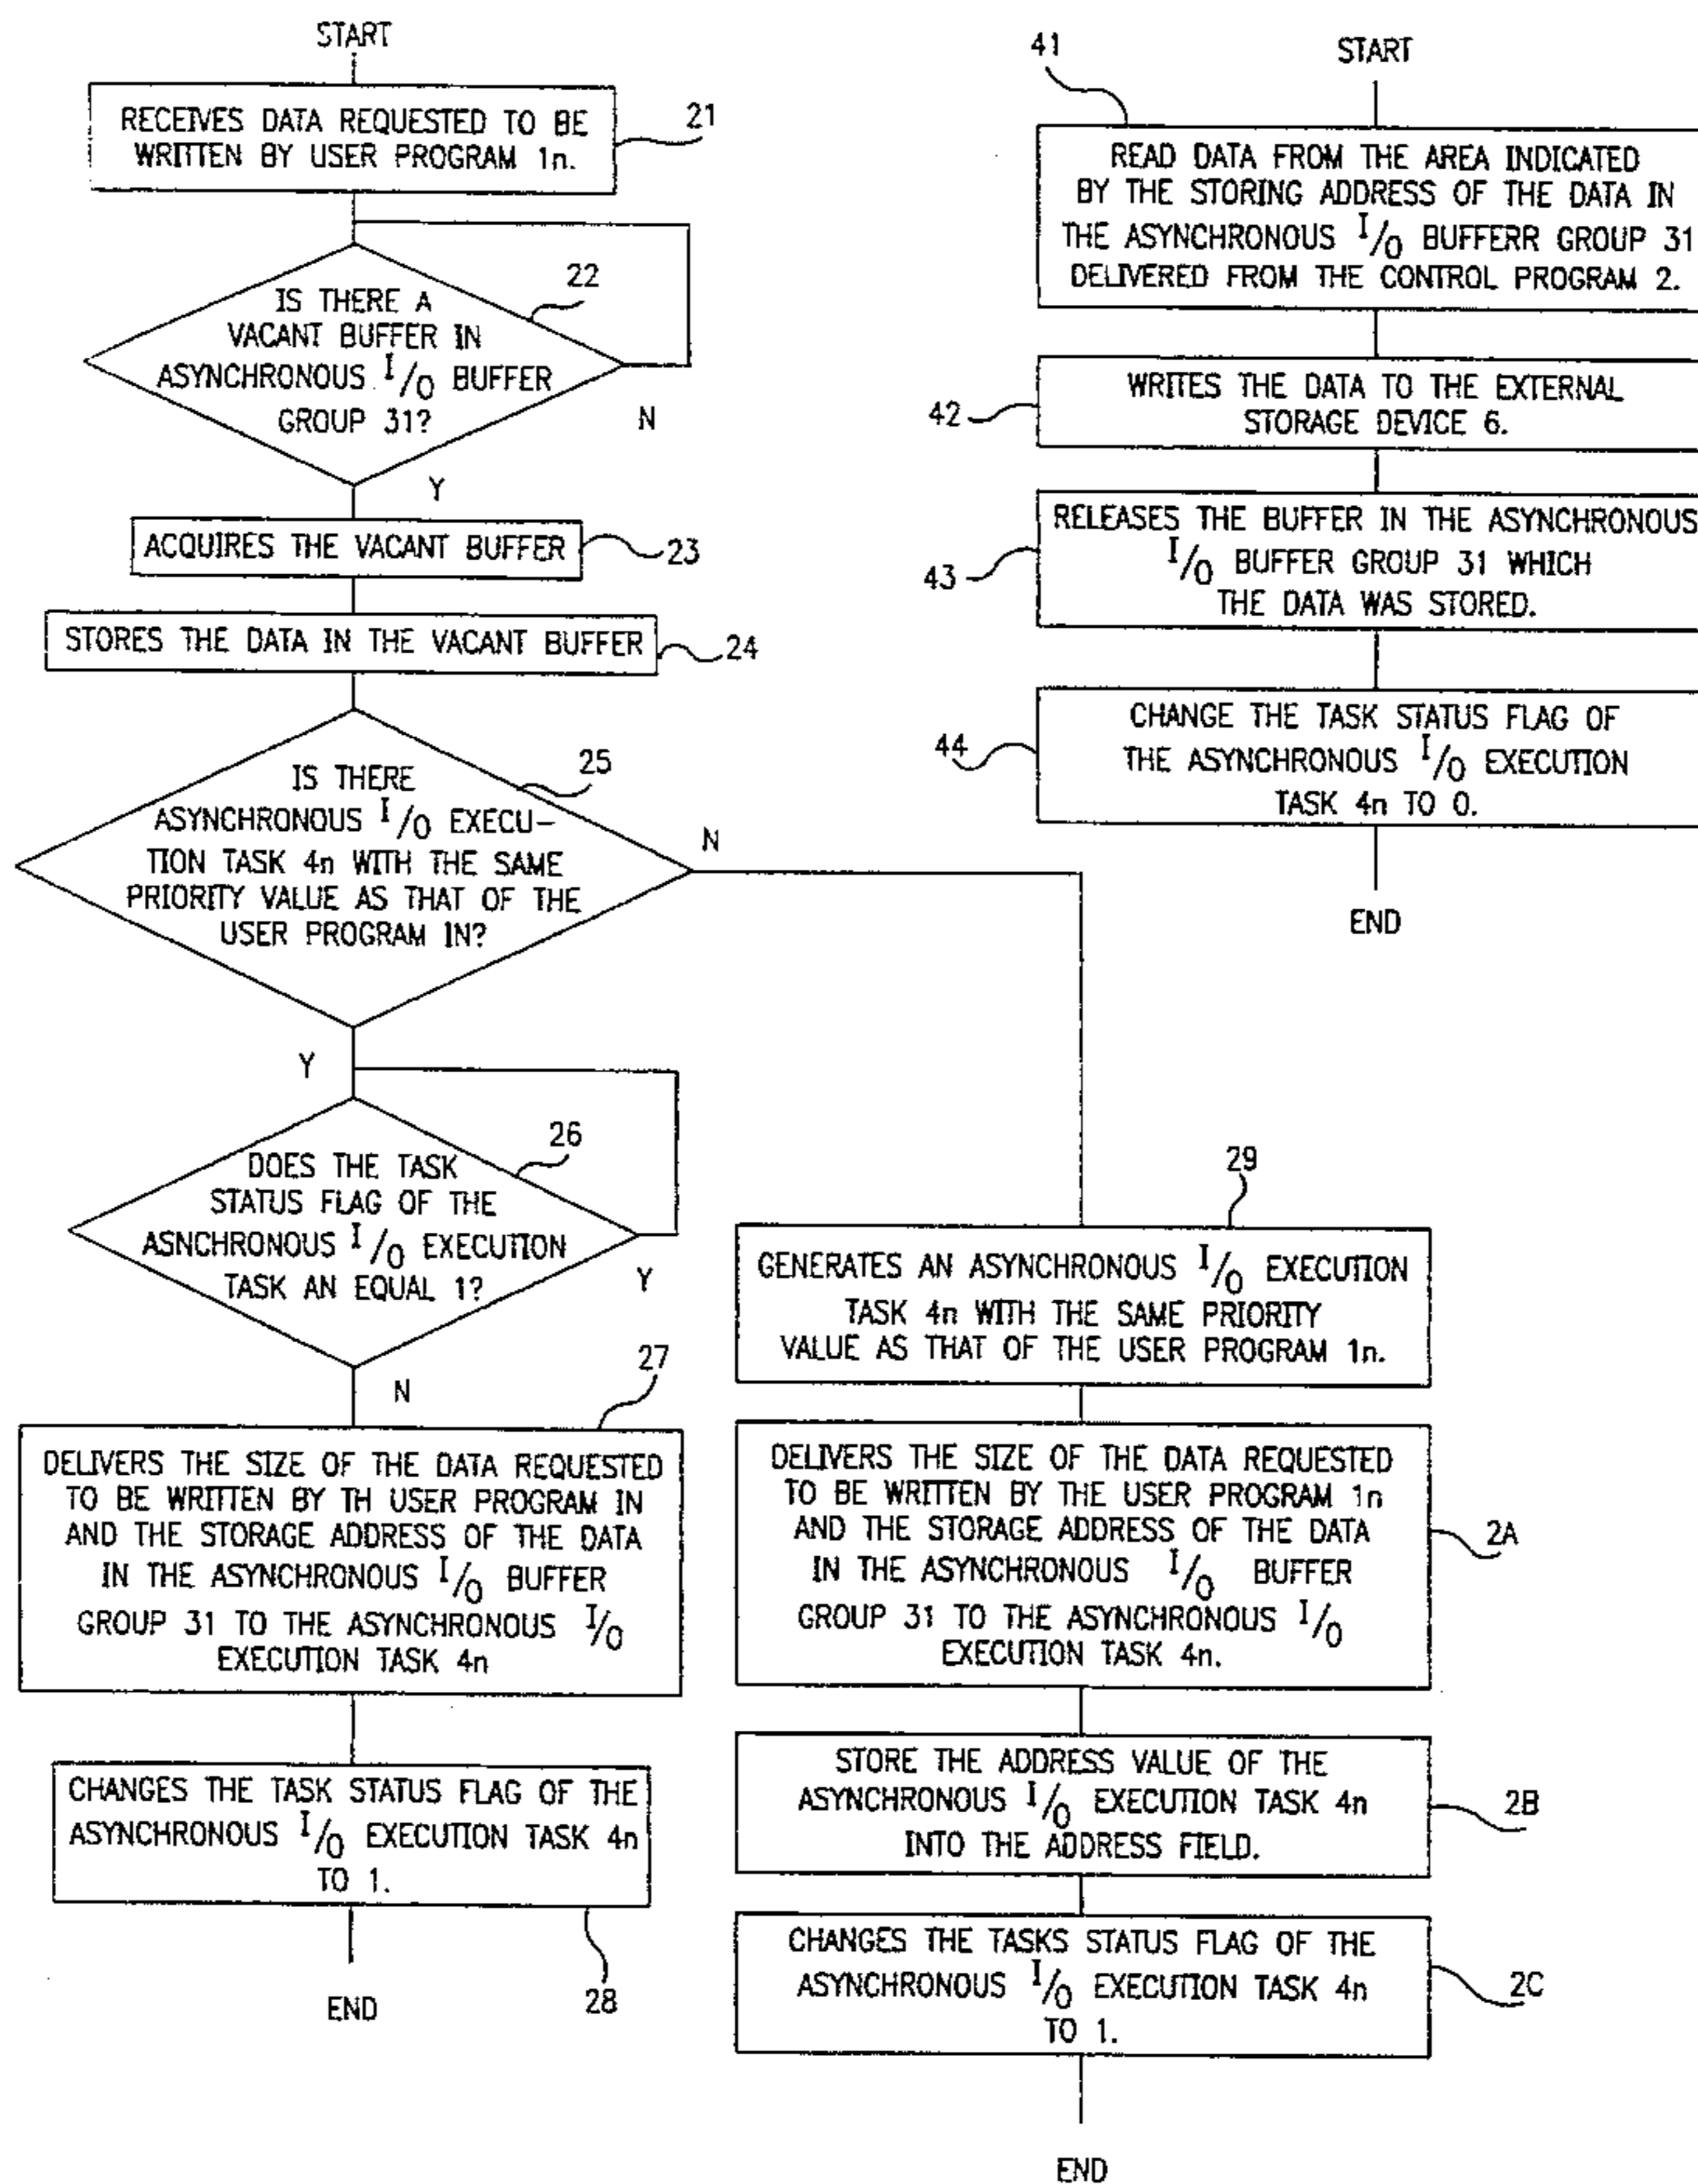 START
RECEIVES DATA REQUESTED TO BE
WRITTEN BY USER PROGRAM 1n.
21
IS THERE A
VACANT BUFFER IN
ASYNCHRONOUS I/O BUFFER
GROUP 31?
22
N
Y
ACQUIRES THE VACANT BUFFER
23
STORES THE DATA IN THE VACANT BUFFER
24
IS THERE
ASYNCHRONOUS I/O EXECU-
TION TASK 4n WITH THE SAME
PRIORITY VALUE AS THAT OF THE
USER PROGRAM 1N?
25
N
Y
DOES THE TASK
STATUS FLAG OF THE
ASNCHRONOUS I/O EXECUTION
TASK AN EQUAL 1?
26
Y
N
27
DELIVERS THE SIZE OF THE DATA REQUESTED
TO BE WRITTEN BY TH USER PROGRAM IN
AND THE STORAGE ADDRESS OF THE DATA
IN THE ASYNCHRONOUS I/O BUFFER
GROUP 31 TO THE ASYNCHRONOUS I/O
EXECUTION TASK 4n
CHANGES THE TASK STATUS FLAG OF THE
ASYNCHRONOUS I/O EXECUTION TASK 4n
TO 1.
28
END
29
GENERATES AN ASYNCHRONOUS I/O EXECUTION
TASK 4n WITH THE SAME PRIORITY
VALUE AS THAT OF THE USER PROGRAM 1n.
DELIVERS THE SIZE OF THE DATA REQUESTED
TO BE WRITTEN BY THE USER PROGRAM 1n
AND THE STORAGE ADDRESS OF THE DATA
IN THE ASYNCHRONOUS I/O BUFFER
GROUP 31 TO THE ASYNCHRONOUS I/O
EXECUTION TASK 4n.
2A
STORE THE ADDRESS VALUE OF THE
ASYNCHRONOUS I/O EXECUTION TASK 4n
INTO THE ADDRESS FIELD.
2B
CHANGES THE TASKS STATUS FLAG OF THE
ASYNCHRONOUS I/O EXECUTION TASK 4n
TO 1.
2C
END
START
41
READ DATA FROM THE AREA INDICATED
BY THE STORING ADDRESS OF THE DATA IN
THE ASYNCHRONOUS I/O BUFFERR GROUP 31
DELIVERED FROM THE CONTROL PROGRAM 2.
42
WRITES THE DATA TO THE EXTERNAL
STORAGE DEVICE 6.
43
RELEASES THE BUFFER IN THE ASYNCHRONOUS
I/O BUFFER GROUP 31 WHICH
THE DATA WAS STORED.
44
CHANGE THE TASK STATUS FLAG OF
THE ASYNCHRONOUS I/O EXECUTION
TASK 4n TO 0.
END